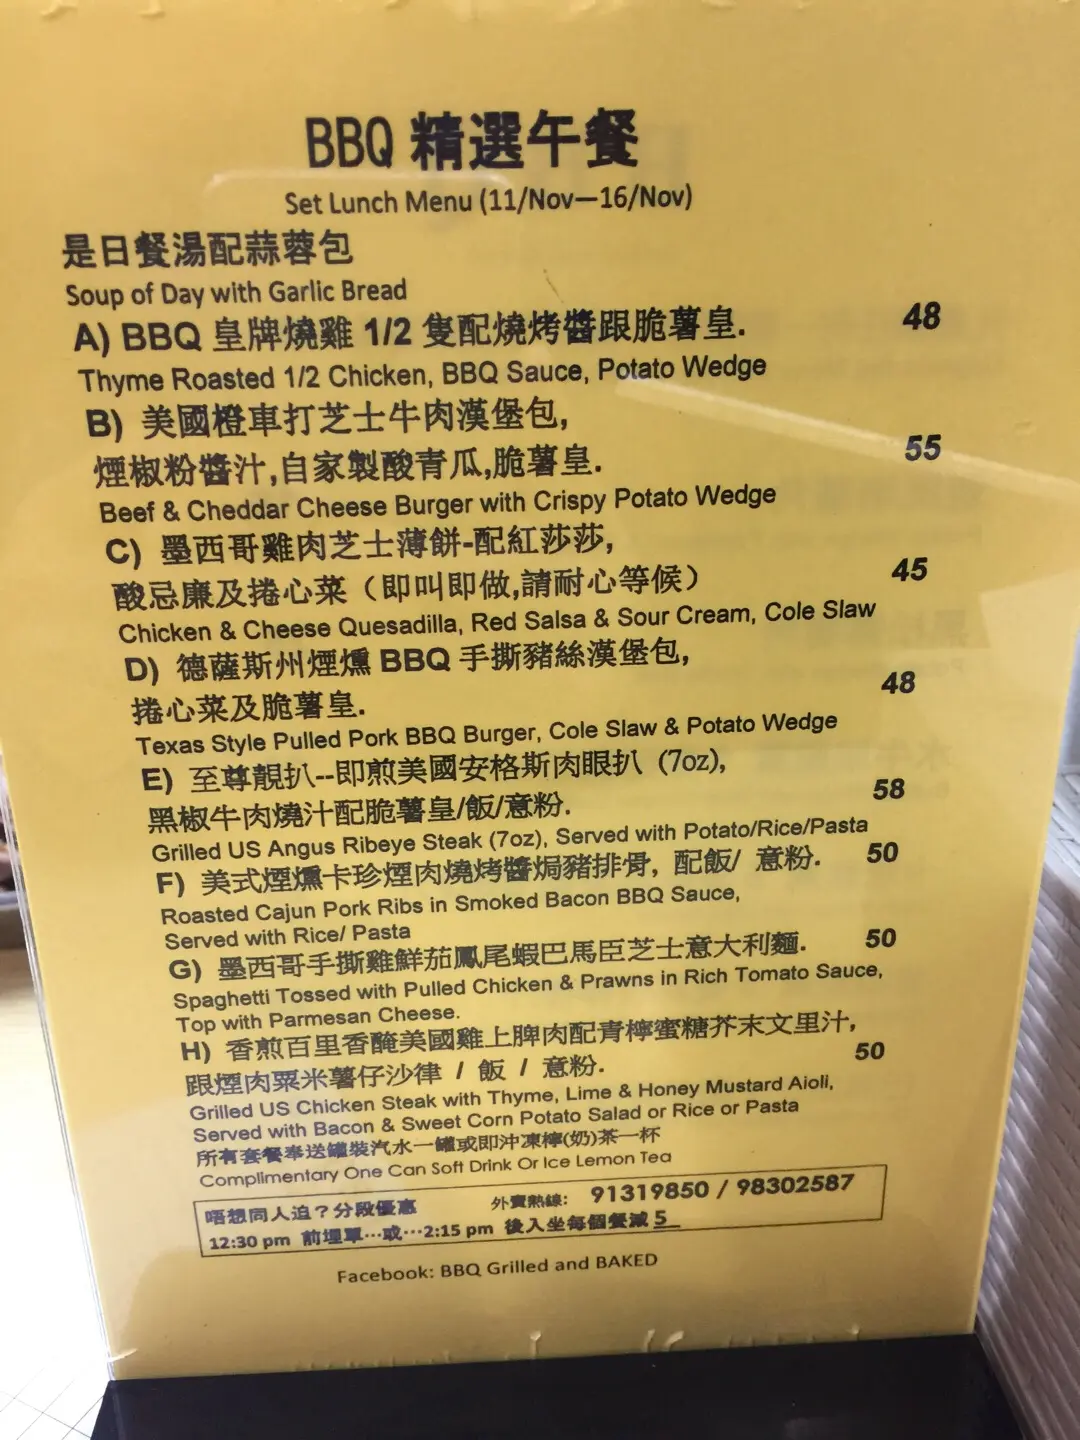 BBQ 精選午餐
Set Lunch Menu (11/Nov—16/Nov)
是日餐湯配蒜蓉包
Soup of Day with Garlic Bread
A) BBQ 皇牌燒雞 1/2 隻配燒烤醬跟脆薯皇. 48
Thyme Roasted 1/2 Chicken, BBQ Sauce, Potato Wedge
B) 美國橙車打芝士牛肉漢堡包,
煙椒粉醬汁,自家製酸青瓜,脆薯皇. 55
Beef & Cheddar Cheese Burger with Crispy Potato Wedge
C) 墨西哥雞肉芝士薄餅-配紅莎莎,
酸忌廉及捲心菜（即叫即做,請耐心等候） 45
Chicken & Cheese Quesadilla, Red Salsa & Sour Cream, Cole Slaw
D) 德薩斯州煙燻 BBQ 手撕豬絲漢堡包,
捲心菜及脆薯皇. 48
Texas Style Pulled Pork BBQ Burger, Cole Slaw & Potato Wedge
E) 至尊靚扒--即煎美國安格斯肉眼扒 (7oz),
黑椒牛肉燒汁配脆薯皇/飯/意粉. 58
Grilled US Angus Ribeye Steak (7oz), Served with Potato/Rice/Pasta
F) 美式煙燻卡珍煙肉燒烤醬焗豬排骨, 配飯/ 意粉. 50
Roasted Cajun Pork Ribs in Smoked Bacon BBQ Sauce,
Served with Rice/ Pasta
G) 墨西哥手撕雞鮮茄鳳尾蝦巴馬臣芝士意大利麵. 50
Spaghetti Tossed with Pulled Chicken & Prawns in Rich Tomato Sauce,
Top with Parmesan Cheese.
H) 香煎百里香醃美國雞上脾肉配青檸蜜糖芥末文里汁,
跟煙肉粟米薯仔沙律 / 飯 / 意粉. 50
Grilled US Chicken Steak with Thyme, Lime & Honey Mustard Aioli,
Served with Bacon & Sweet Corn Potato Salad or Rice or Pasta
所有套餐奉送罐裝汽水一罐或即沖凍檸(奶)茶一杯
Complimentary One Can Soft Drink Or Ice Lemon Tea
唔想同人迫？分段優惠 外賣熱線: 91319850 / 98302587
12:30 pm 前埋單…或…2:15 pm 後入坐每個餐減 5
Facebook: BBQ Grilled and BAKED